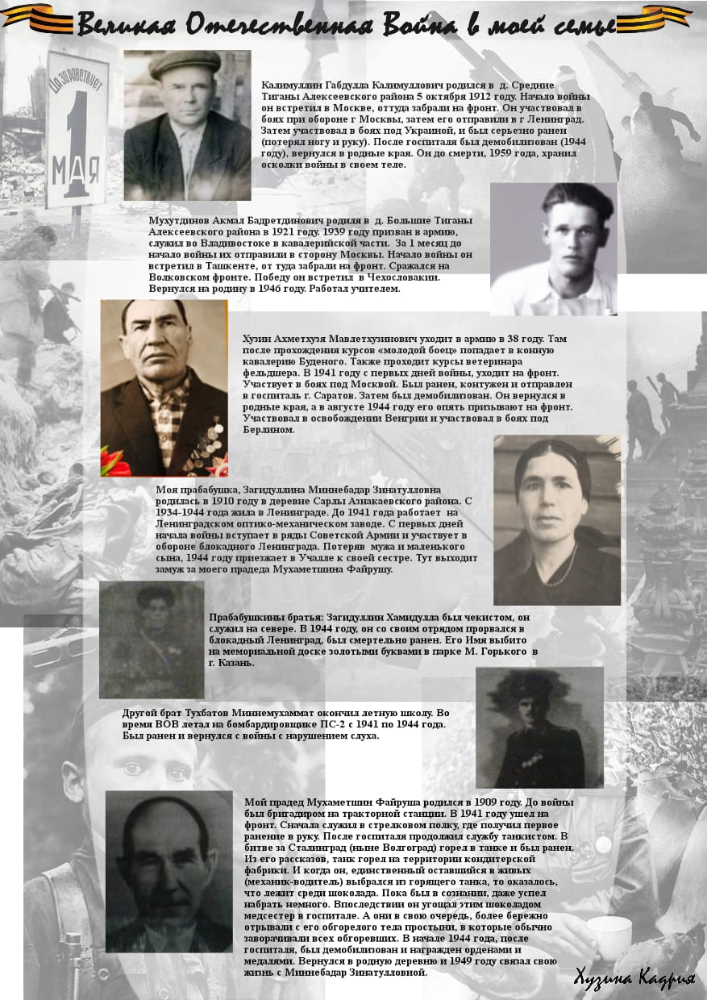 Великая Отечественная Война в моей семье
Да здравствует
1
МАЯ
Калимуллин Габдулла Калимуллович родился в д. Средние
Тиганы Алексеевского района 5 октября 1912 году. Начало войны
он встретил в Москве, оттуда забрали на фронт. Он участвовал в
боях при обороне г Москвы, затем его отправили в г Ленинград.
Затем участвовал в боях под Украиной, и был серьезно ранен
(потерял ногу и руку). После госпиталя был демобилизован (1944
году), вернулся в родные края. Он до смерти, 1959 года, хранил
осколки войны в своем теле.
Мухутдинов Акмал Бадретдинович родиля в д. Большие Тиганы
Алексеевского района в 1921 году. 1939 году призван в армию,
служил во Владивостоке в кавалерийской части. За 1 месяц до
начало войны их отправили в сторону Москвы. Начало войны он
встретил в Ташкенте, от туда забрали на фронт. Сражался на
Волковском фронте. Победу он встретил в Чехословакии.
Вернулся на родину в 1946 году. Работал учителем.
Хузин Ахметхузя Мавлетхузинович уходит в армию в 38 году. Там
после прохождения курсов «молодой боец» попадает в конную
кавалерию Буденого. Также проходит курсы ветеринара
фельдшера. В 1941 году с первых дней войны, уходит на фронт.
Участвует в боях под Москвой. Был ранен, контужен и отправлен
в госпиталь г. Саратов. Затем был демобилизован. Он вернулся в
родные края, а в августе 1944 году его опять призывают на фронт.
Участвовал в освобождении Венгрии и участвовал в боях под
Берлином.
Моя прабабушка, Загидуллина Миннебадар Зинатулловна
родилась в 1910 году в деревне Сарлы Азнакаевского района. С
1934-1944 года жила в Ленинграде. До 1941 года работает на
Ленинградском оптико-механическом заводе. С первых дней
начала войны вступает в ряды Советской Армии и участвует в
обороне блокадного Ленинграда. Потеряв мужа и маленького
сына, 1944 году приезжает в Учалле к своей сестре. Тут выходит
замуж за моего прадеда Мухаметшина Файрушу.
Прабабушкины братья: Загидуллин Хамидулла был чекистом, он
служил на севере. В 1944 году, он со своим отрядом прорвался в
блокадный Ленинград, был смертельно ранен. Его Имя выбито
на мемориальной доске золотыми буквами в парке М. Горького в
г. Казань.
Другой брат Тухбатов Миннемухаммат окончил летную школу. Во
время ВОВ летал на бомбардировщике ПС-2 с 1941 по 1944 года.
Был ранен и вернулся с войны с нарушением слуха.
Мой прадед Мухаметшин Файруша родился в 1909 году. До войны
был бригадиром на тракторной станции. В 1941 году ушел на
фронт. Сначала служил в стрелковом полку, где получил первое
ранение в руку. После госпиталя продолжил службу танкистом. В
битве за Сталинград (ныне Волгоград) горел в танке и был ранен.
Из его рассказов, танк горел на территории кондитерской
фабрики. И когда он, единственный оставшийся в живых
(механик-водитель) выбрался из горящего танка, то оказалось,
что лежит среди шоколада. Пока был в сознании, даже успел
набрать немного. Впоследствии он угощал этим шоколадом
медсестер в госпитале. А они в свою очередь, более бережно
отрывали с его обгорелого тела простыни, в которые обычно
заворачивали всех обгоревших. В начале 1944 года, после
госпиталя, был демобилизован и награжден орденами и
медалями. Вернулся в родную деревню и 1949 году связал свою
жизнь с Миннебадар Зинатулловной.
Хузина Кадрия